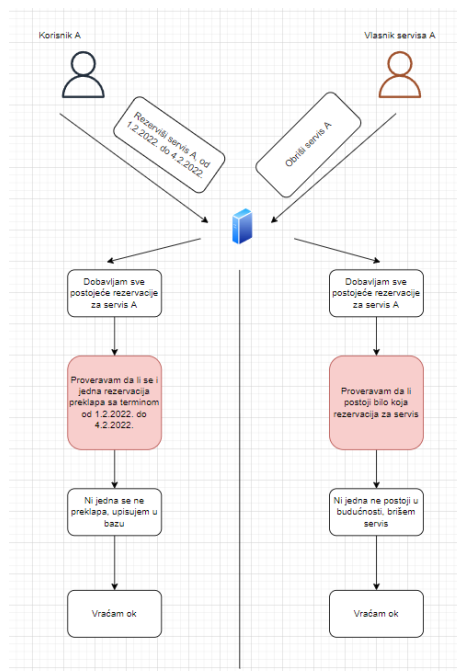 Korisnik A
Vlasnik servisa A
Rezerviši servis A, od
1.2.2022. do 4.2.2022.
Obriši servis A
Dobavljam sve
postojeće rezervacije
za servis A
Proveravam da li se i
jedna rezervacija
preklapa sa terminom
od 1.2.2022. do
4.2.2022.
Ni jedna se ne
preklapa, upisujem u
bazu
Vraćam ok
Dobavljam sve
postojeće rezervacije
za servis A
Proveravam da li
postoji bilo koja
rezervacija za servis
Ni jedna ne postoji u
budućnosti, brišem
servis
Vraćam ok